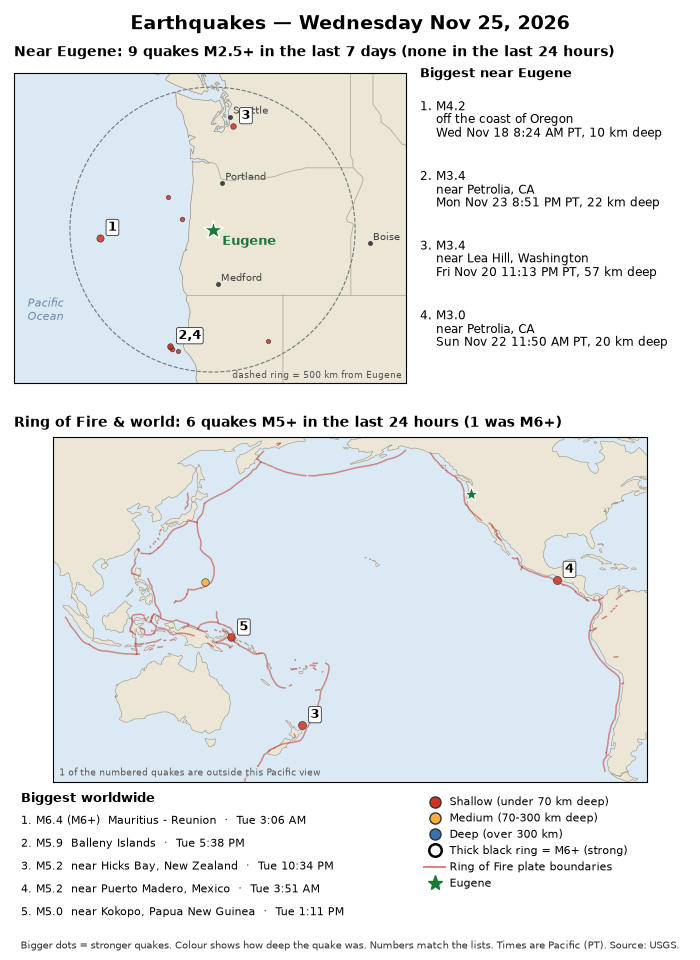 Earthquakes — Wednesday Nov 25, 2026
Near Eugene: 9 quakes M2.5+ in the last 7 days (none in the last 24 hours)
Seattle
3
Portland
1
Eugene
Boise
Medford
Pacific
Ocean
2,4
dashed ring = 500 km from Eugene
Biggest near Eugene
1. M4.2
off the coast of Oregon
Wed Nov 18 8:24 AM PT, 10 km deep
2. M3.4
near Petrolia, CA
Mon Nov 23 8:51 PM PT, 22 km deep
3. M3.4
near Lea Hill, Washington
Fri Nov 20 11:13 PM PT, 57 km deep
4. M3.0
near Petrolia, CA
Sun Nov 22 11:50 AM PT, 20 km deep
Ring of Fire & world: 6 quakes M5+ in the last 24 hours (1 was M6+)
4
5
3
1 of the numbered quakes are outside this Pacific view
Biggest worldwide
1. M6.4 (M6+) Mauritius - Reunion · Tue 3:06 AM
2. M5.9 Balleny Islands · Tue 5:38 PM
3. M5.2 near Hicks Bay, New Zealand · Tue 10:34 PM
4. M5.2 near Puerto Madero, Mexico · Tue 3:51 AM
5. M5.0 near Kokopo, Papua New Guinea · Tue 1:11 PM
Shallow (under 70 km deep)
Medium (70-300 km deep)
Deep (over 300 km)
Thick black ring = M6+ (strong)
Ring of Fire plate boundaries
Eugene
Bigger dots = stronger quakes. Colour shows how deep the quake was. Numbers match the lists. Times are Pacific (PT). Source: USGS.